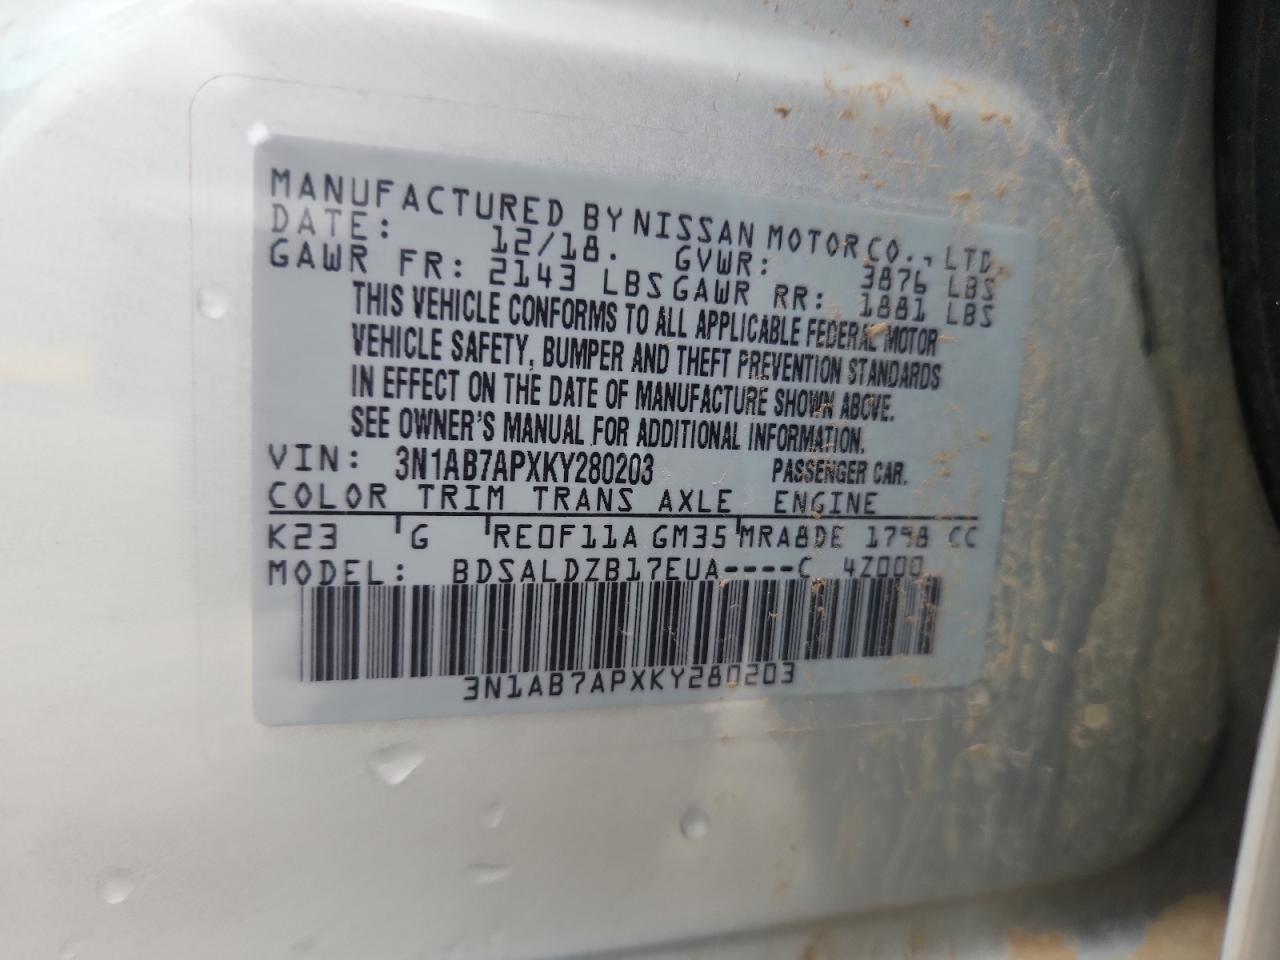 MANUFACTURED BY NISSAN MOTOR CO., LTD.
DATE: 12/18. GVWR: 3876 LBS
GAWR FR: 2143 LBS GAWR RR: 1881 LBS
THIS VEHICLE CONFORMS TO ALL APPLICABLE FEDERAL MOTOR
VEHICLE SAFETY, BUMPER AND THEFT PREVENTION STANDARDS
IN EFFECT ON THE DATE OF MANUFACTURE SHOWN ABOVE.
SEE OWNER'S MANUAL FOR ADDITIONAL INFORMATION.
VIN: 3N1AB7APXKY280203 PASSENGER CAR.
COLOR TRIM TRANS AXLE ENGINE
K23 G RE0F11A GM35 MRA8DE 1798 CC
MODEL: BDSALDZB17EUA----C 4Z000
3N1AB7APXKY280203